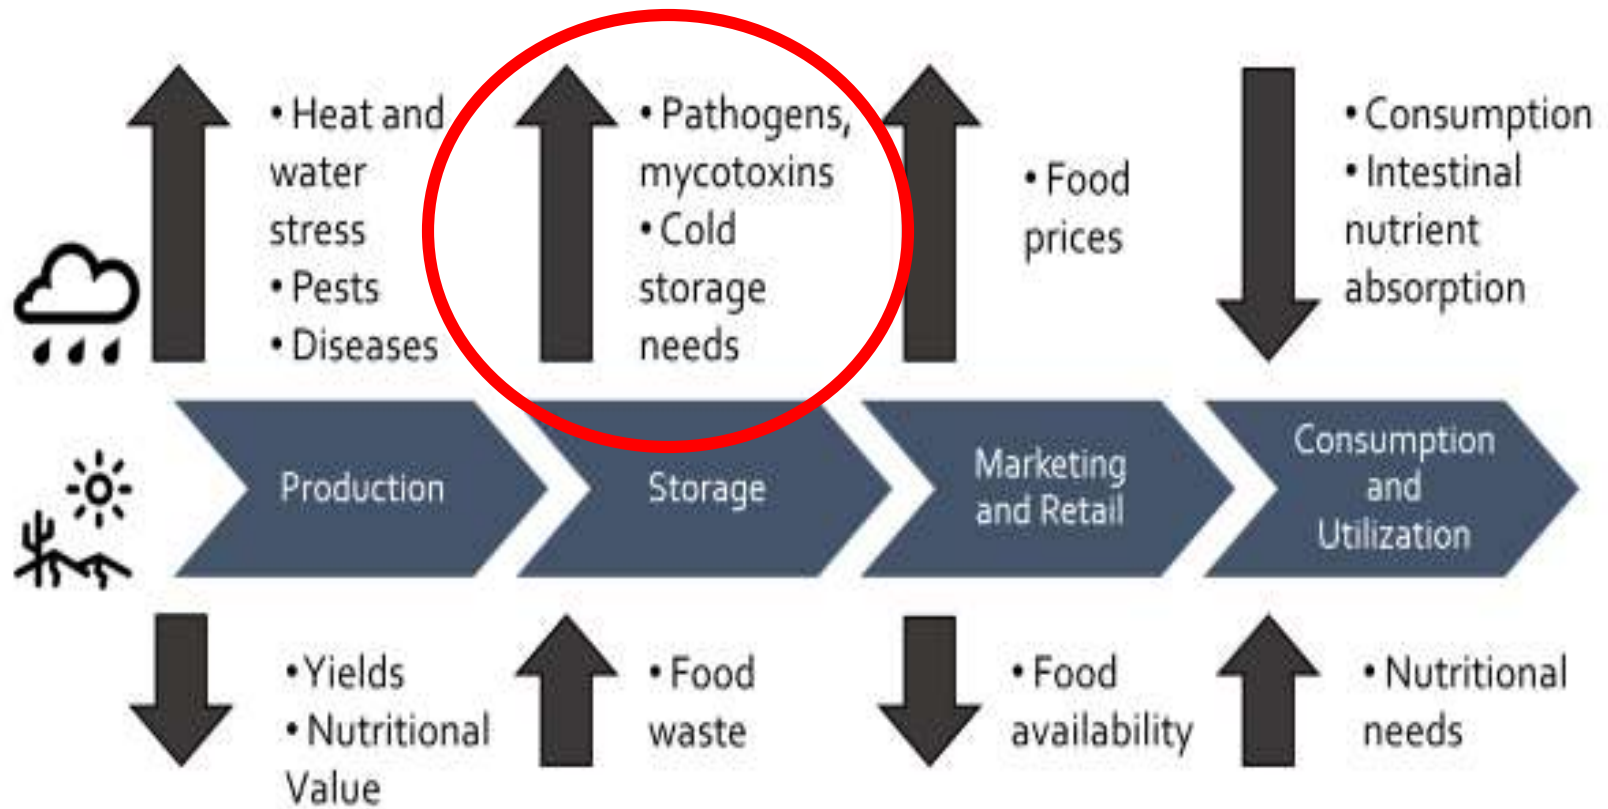 • Heat and
water
stress
• Pests
• Diseases
• Pathogens,
mycotoxins
• Cold
storage
needs
• Food
prices
• Consumption
• Intestinal
nutrient
absorption
Production
Storage
Marketing
and Retail
Consumption
and
Utilization
• Yields
• Nutritional
Value
• Food
waste
• Food
availability
• Nutritional
needs